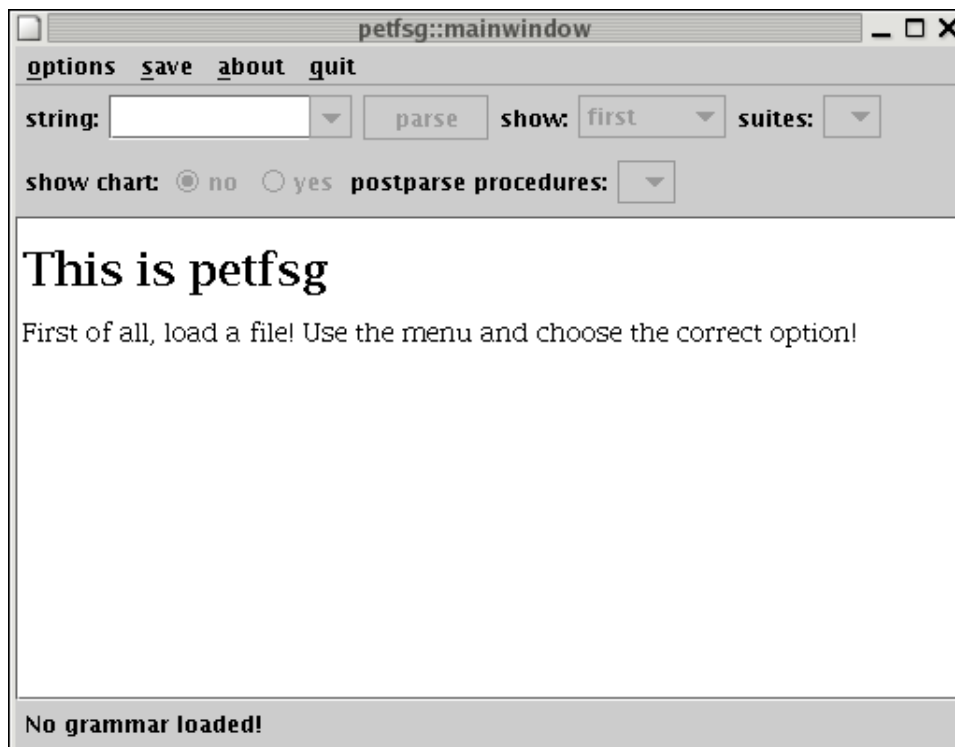 petfsg::mainwindow
options save about quit
string: parse show: first suites:
show chart: no yes postparse procedures:
This is petfsg
First of all, load a file! Use the menu and choose the correct option!
No grammar loaded!